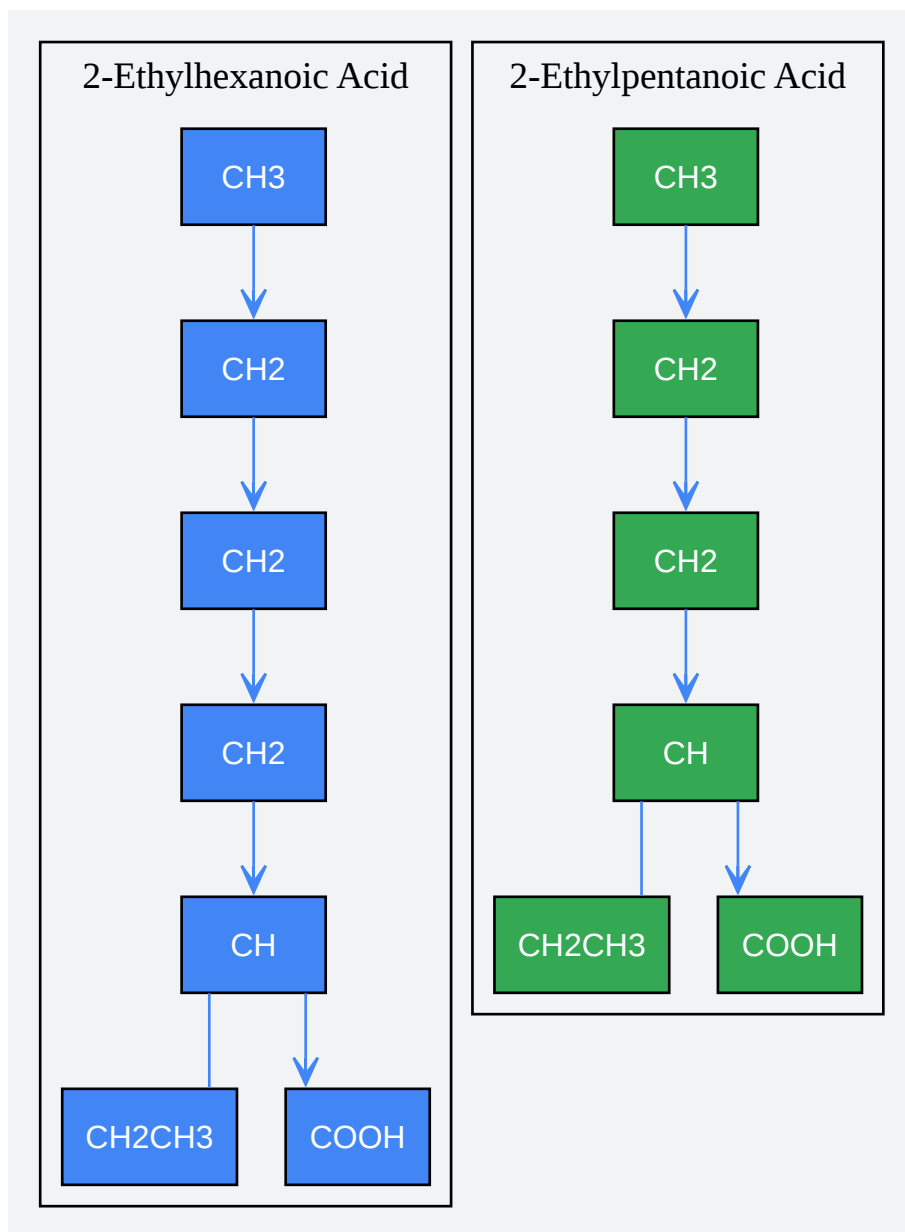 2-Ethylhexanoic Acid
CH3
CH2
CH2
CH2
CH
CH2CH3
COOH
2-Ethylpentanoic Acid
CH3
CH2
CH2
CH
CH2CH3
COOH